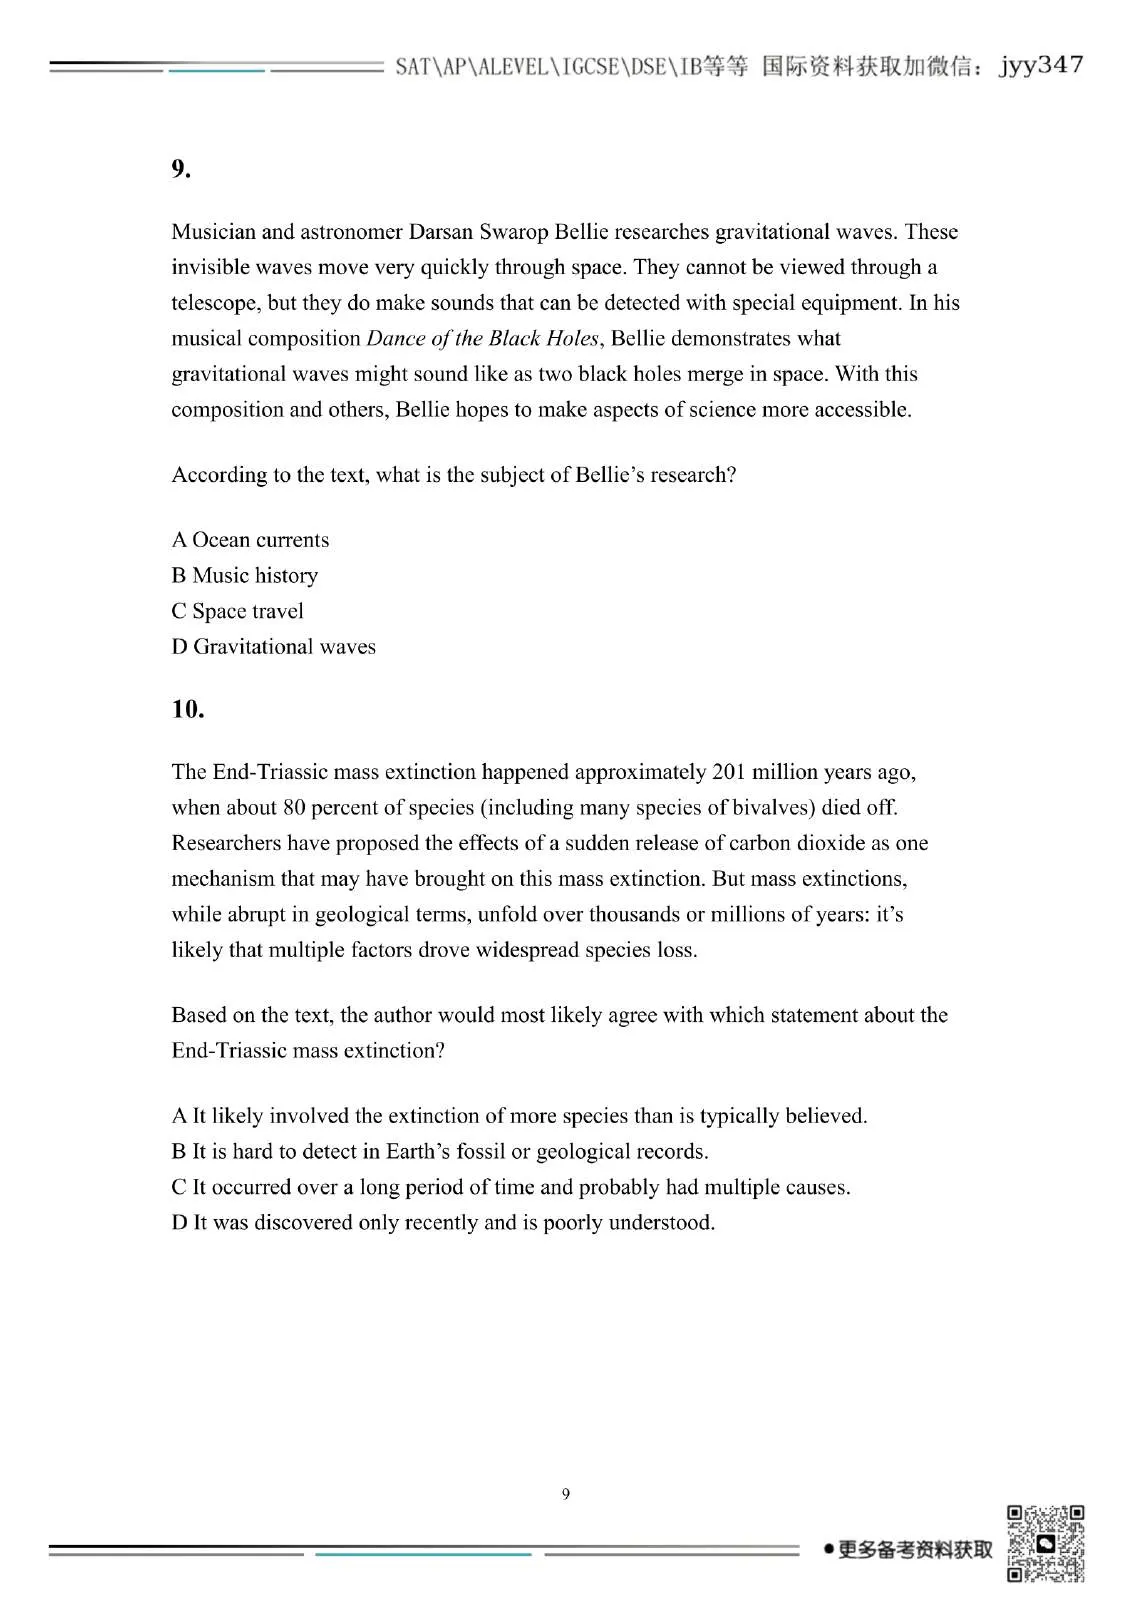 SAT\AP\ALEVEL\IGCSE\DSE\IB等等 国际资料获取加微信: jyy347
9.
Musician and astronomer Darsan Swarop Bellie researches gravitational waves. These
invisible waves move very quickly through space. They cannot be viewed through a
telescope, but they do make sounds that can be detected with special equipment. In his
musical composition Dance of the Black Holes, Bellie demonstrates what
gravitational waves might sound like as two black holes merge in space. With this
composition and others, Bellie hopes to make aspects of science more accessible.
According to the text, what is the subject of Bellie’s research?
A Ocean currents
B Music history
C Space travel
D Gravitational waves
10.
The End-Triassic mass extinction happened approximately 201 million years ago,
when about 80 percent of species (including many species of bivalves) died off.
Researchers have proposed the effects of a sudden release of carbon dioxide as one
mechanism that may have brought on this mass extinction. But mass extinctions,
while abrupt in geological terms, unfold over thousands or millions of years: it’s
likely that multiple factors drove widespread species loss.
Based on the text, the author would most likely agree with which statement about the
End-Triassic mass extinction?
A It likely involved the extinction of more species than is typically believed.
B It is hard to detect in Earth’s fossil or geological records.
C It occurred over a long period of time and probably had multiple causes.
D It was discovered only recently and is poorly understood.
9
●更多备考资料获取